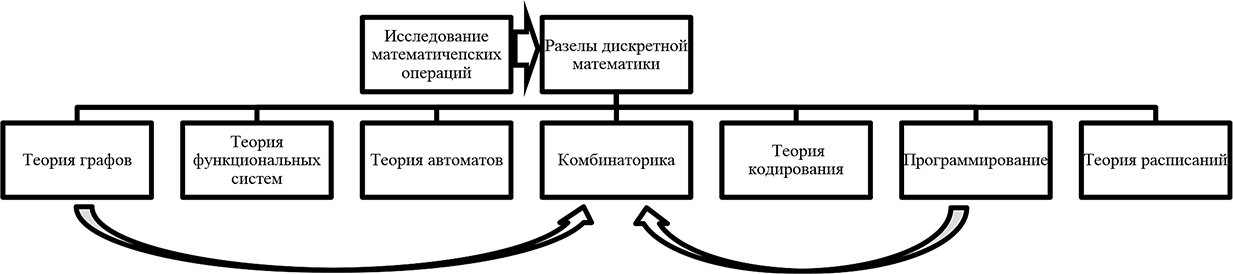 Исследование
математичепских
операций
Разелы дискретной
математики
Теория графов
Теория
функциональных
систем
Теория автоматов
Комбинаторика
Теория
кодирования
Программирование
Теория расписаний